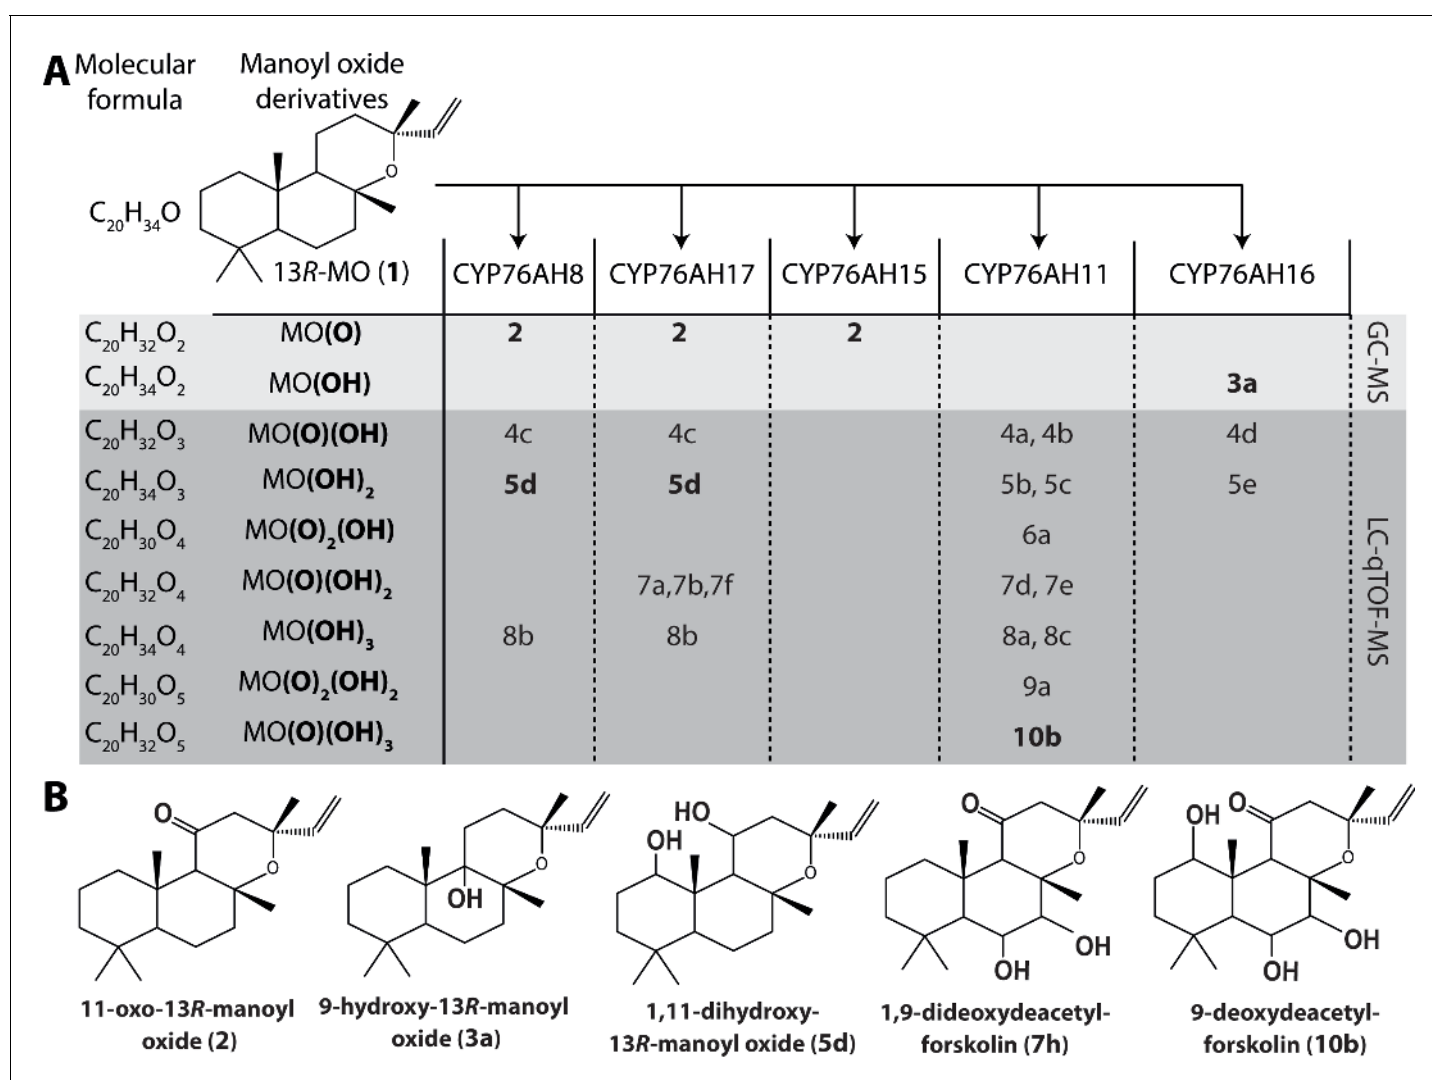 A Molecular formula Manoyl oxide derivatives
O
C20H34O
13R-MO (1) CYP76AH8 CYP76AH17 CYP76AH15 CYP76AH11 CYP76AH16
C20H32O2 MO(O) 2 2 2
C20H34O2 MO(OH) 3a
GC-MS
C20H32O3 MO(O)(OH) 4c 4c 4a, 4b 4d
C20H34O3 MO(OH)2 5d 5d 5b, 5c 5e
C20H30O4 MO(O)2(OH) 6a
C20H32O4 MO(O)(OH)2 7a,7b,7f 7d, 7e
C20H34O4 MO(OH)3 8b 8b 8a, 8c
C20H30O5 MO(O)2(OH)2 9a
C20H32O5 MO(O)(OH)3 10b
LC-qTOF-MS
B
O O
OH O
HO OH O
O O OH OH
OH O O OH OH
11-oxo-13R-manoyl
oxide (2)
9-hydroxy-13R-manoyl
oxide (3a)
1,11-dihydroxy-
13R-manoyl oxide (5d)
1,9-dideoxydeacetyl-
forskolin (7h)
9-deoxydeacetyl-
forskolin (10b)